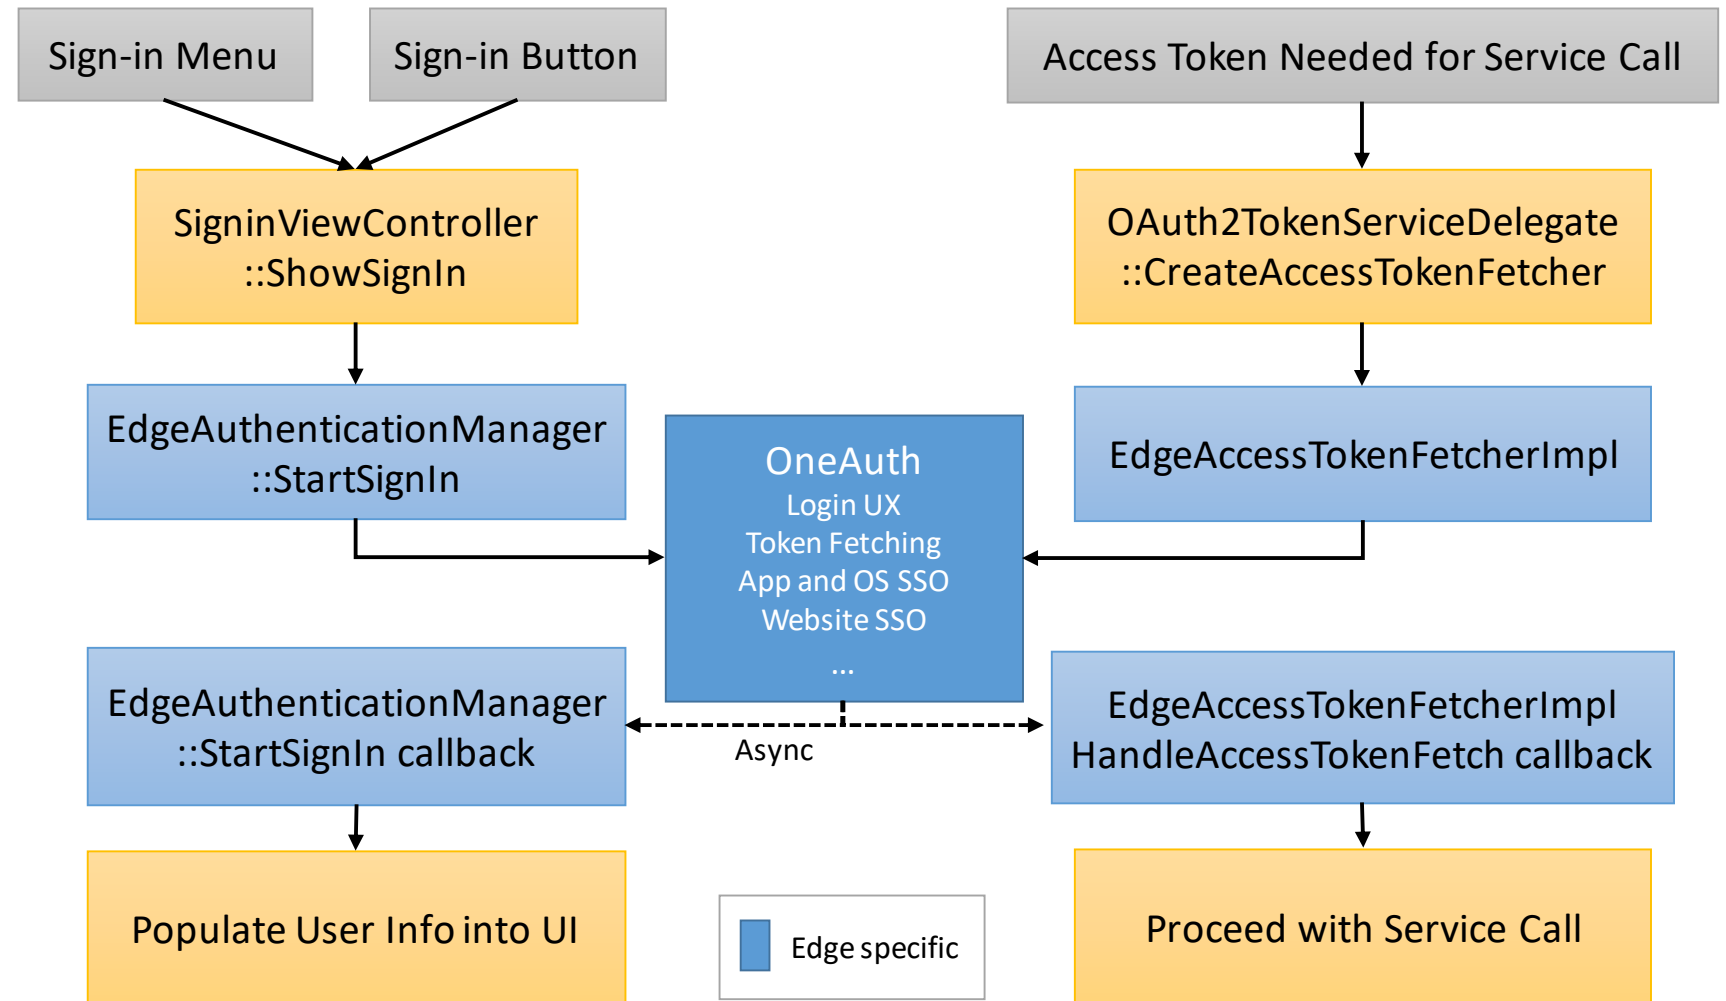 Sign-in Menu
Sign-in Button
Access Token Needed for Service Call
SigninViewController
::ShowSignIn
OAuth2TokenServiceDelegate
::CreateAccessTokenFetcher
EdgeAuthenticationManager
::StartSignIn
OneAuth
Login UX
Token Fetching
App and OS SSO
Website SSO
...
EdgeAccessTokenFetcherImpl
EdgeAuthenticationManager
::StartSignIn callback
Async
EdgeAccessTokenFetcherImpl
HandleAccessTokenFetch callback
Populate User Info into UI
Edge specific
Proceed with Service Call